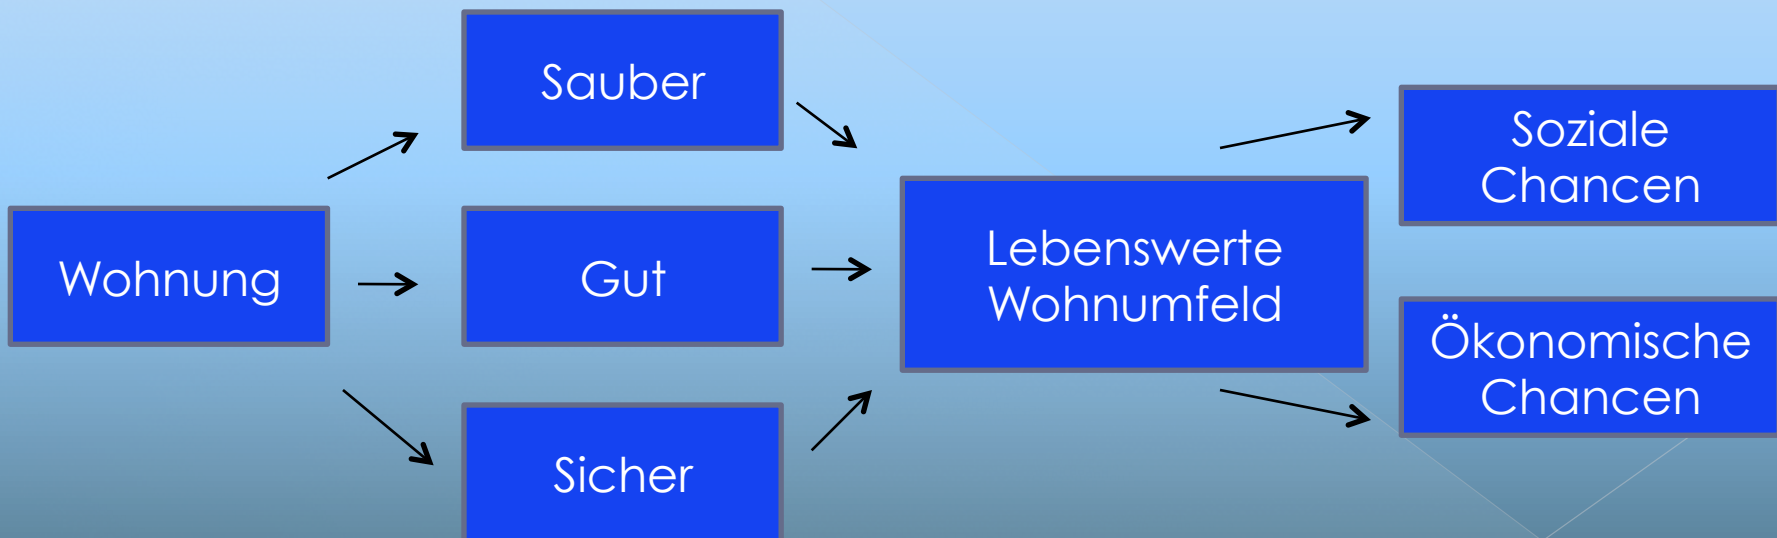 Wohnung
Sauber
Gut
Sicher
Lebenswerte
Wohnumfeld
Soziale
Chancen
Ökonomische
Chancen